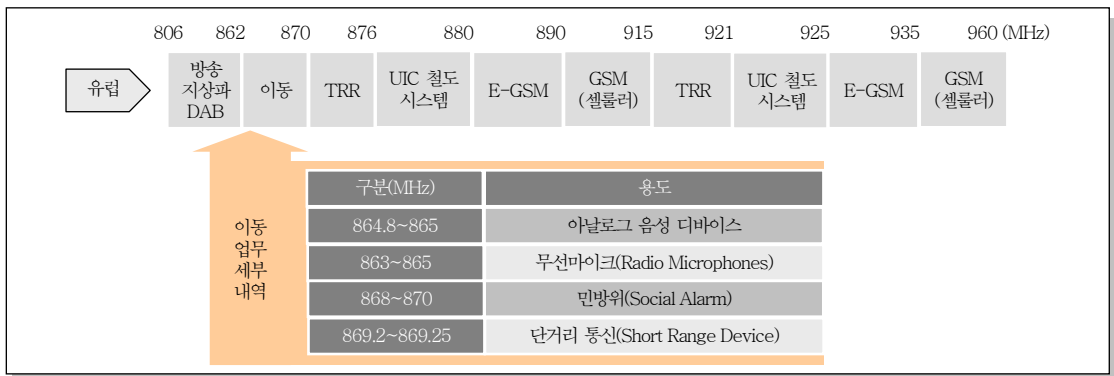 806 862 870 876 880 890 915 921 925 935 960 (MHz)
유럽
방송
지상파
DAB
이동
TRR
UIC 철도
시스템
E-GSM
GSM
(셀룰러)
TRR
UIC 철도
시스템
E-GSM
GSM
(셀룰러)
이동
업무
세부
내역
구분(MHz) 용도
864.8~865 아날로그 음성 디바이스
863~865 무선마이크(Radio Microphones)
868~870 민방위(Social Alarm)
869.2~869.25 단거리 통신(Short Range Device)